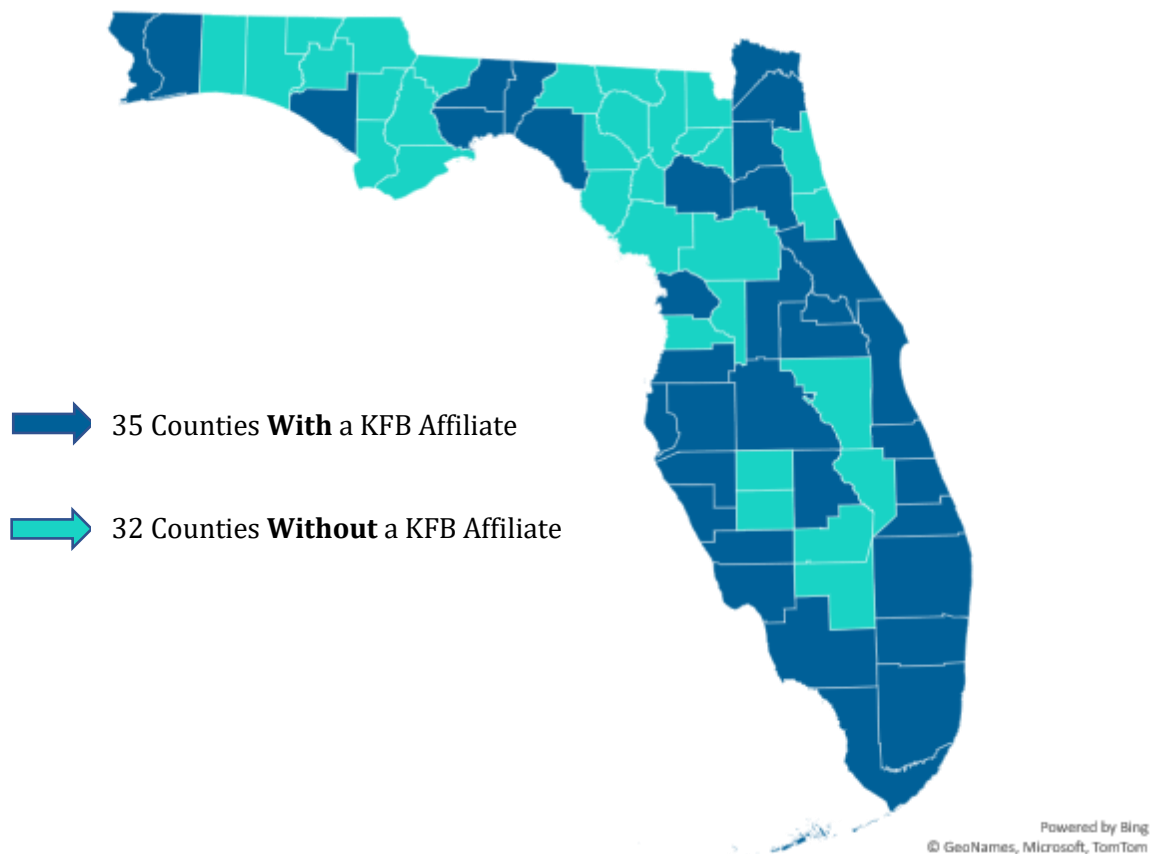 35 Counties With a KFB Affiliate
32 Counties Without a KFB Affiliate
Powered by Bing
© GeoNames, Microsoft, TomTom